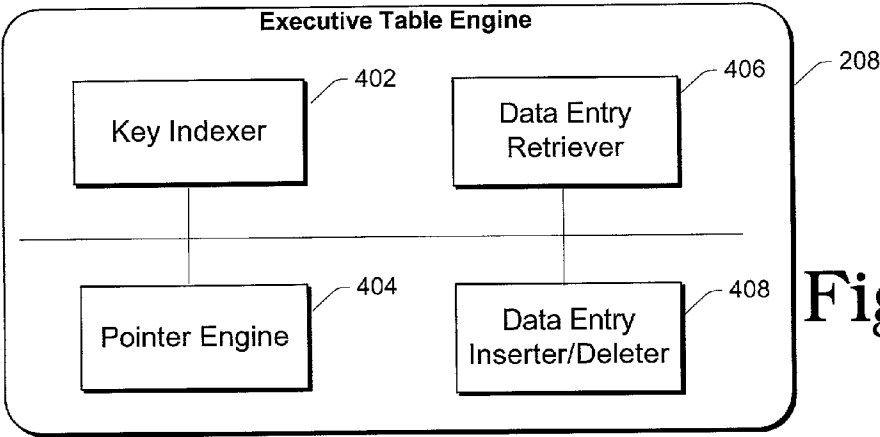 Executive Table Engine
208
402
Key Indexer
406
Data Entry
Retriever
404
Pointer Engine
408
Data Entry
Inserter/Deleter